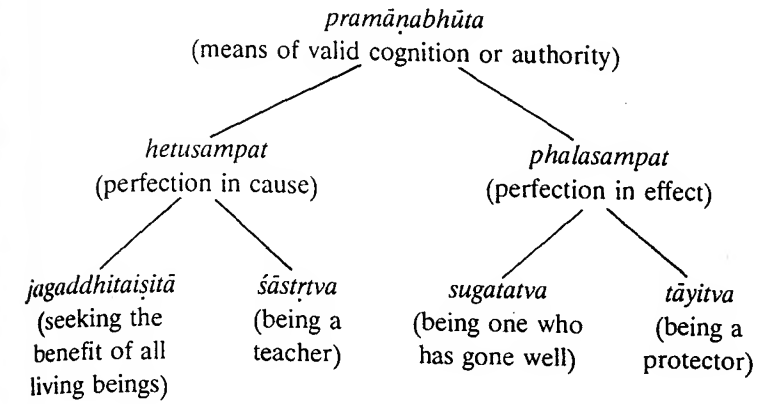 pramāṇabhūta
(means of valid cognition or authority)
hetusampat
(perfection in cause)
phalasampat
(perfection in effect)
jagaddhitaiṣitā
(seeking the
benefit of all
living beings)
śāstṛtva
(being a
teacher)
sugatatva
(being one who
has gone well)
tāyitva
(being a
protector)